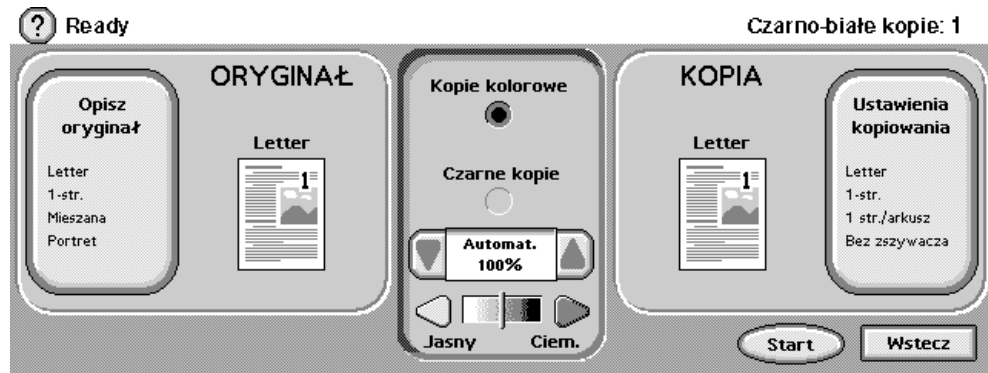 ? Ready
Czarno-białe kopie: 1
ORYGINAŁ
Opisz
oryginał
Letter
1-str.
Mieszana
Portret
Letter
1
Kopie kolorowe
Czarne kopie
Automat.
100%
Jasny Ciem.
KOPIA
Letter
1
Ustawienia
kopiowania
Letter
1-str.
1 str./arkusz
Bez zszywacza
Start
Wstecz